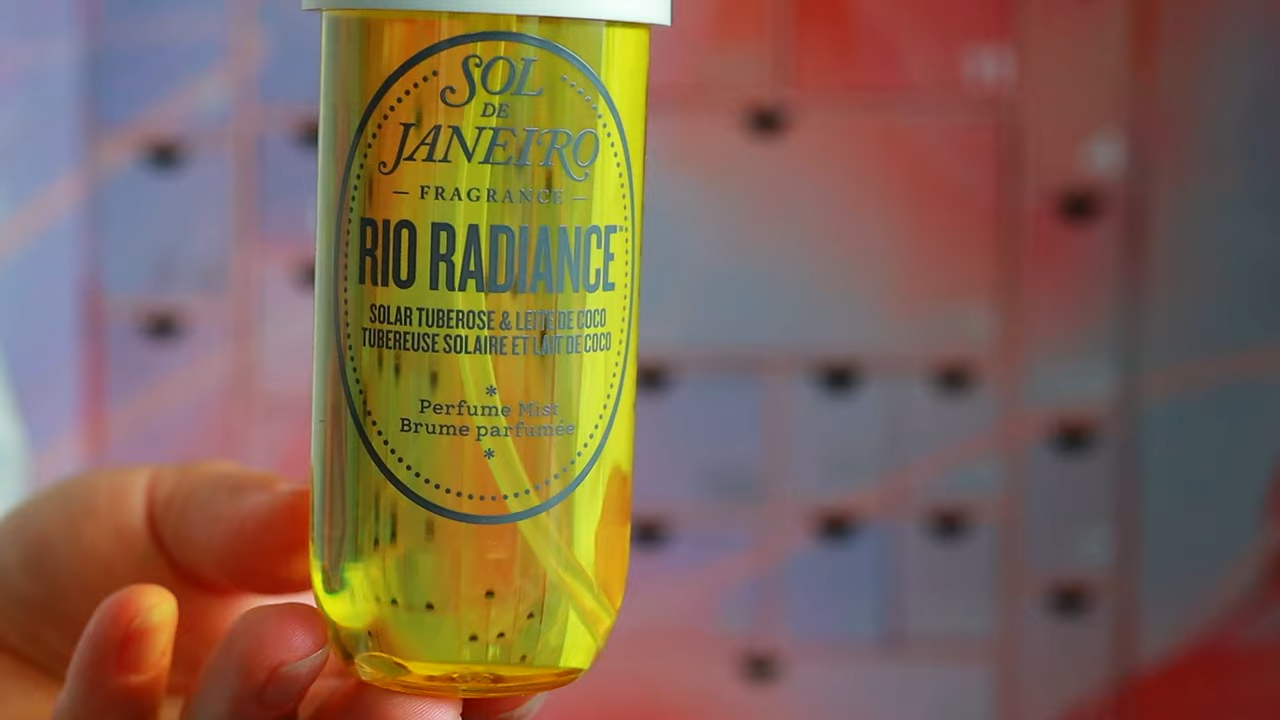 SOL
DE
JANEIRO
— FRAGRANCE —
RIO RADIANCE™
SOLAR TUBEROSE & LEITE DE COCO
TUBEREUSE SOLAIRE ET LAIT DE COCO
*
Perfume Mist
Brume parfumée
*